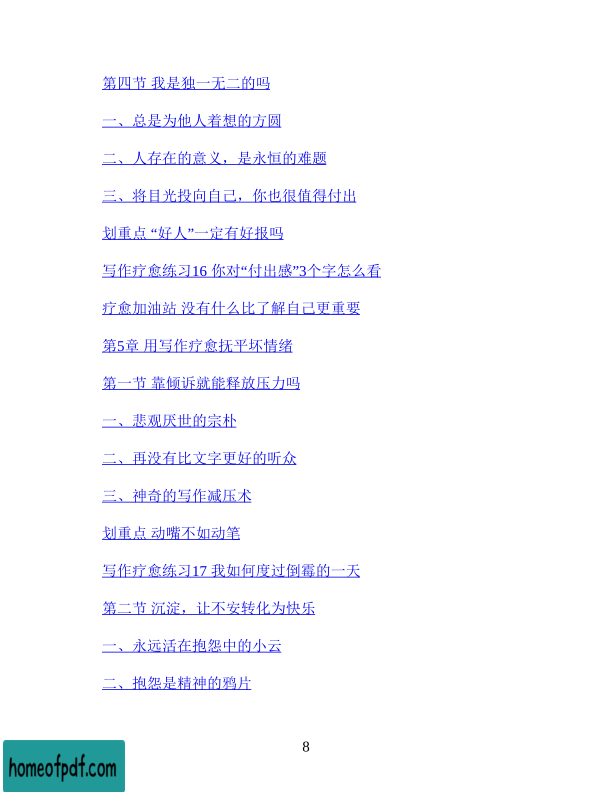 第四节 我是独一无二的吗
一、总是为他人着想的方圆
二、人存在的意义，是永恒的难题
三、将目光投向自己，你也很值得付出
划重点 “好人”一定有好报吗
写作疗愈练习16 你对“付出感”3个字怎么看
疗愈加油站 没有什么比了解自己更重要
第5章 用写作疗愈抚平坏情绪
第一节 靠倾诉就能释放压力吗
一、悲观厌世的宗朴
二、再没有比文字更好的听众
三、神奇的写作减压术
划重点 动嘴不如动笔
写作疗愈练习17 我如何度过倒霉的一天
第二节 沉淀，让不安转化为快乐
一、永远活在抱怨中的小云
二、抱怨是精神的鸦片
8
homeofpdf.com